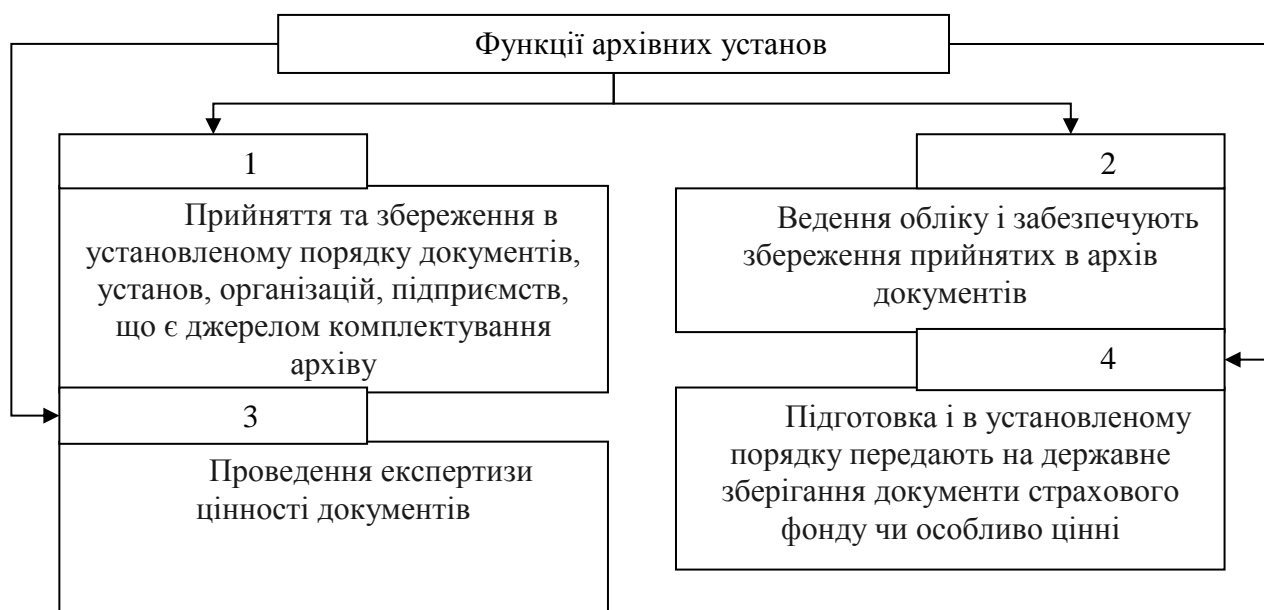 Функції архівних установ
1
Прийняття та збереження в
установленому порядку документів,
установ, організацій, підприємств,
що є джерелом комплектування
архіву
2
Ведення обліку і забезпечують
збереження прийнятих в архів
документів
3
Проведення експертизи
цінності документів
4
Підготовка і в установленому
порядку передають на державне
зберігання документи страхового
фонду чи особливо цінні